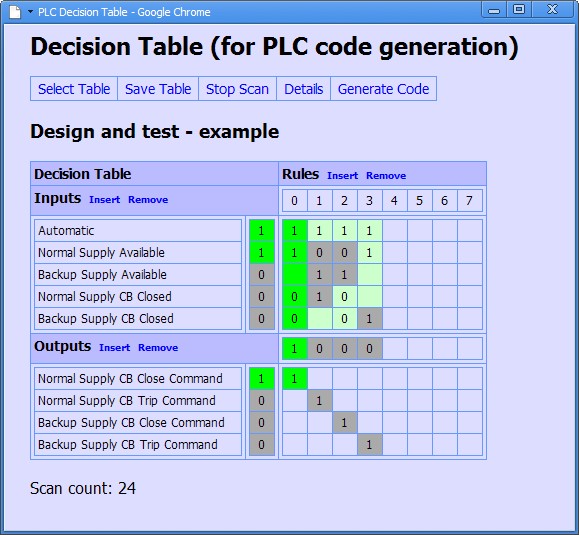 PLC Decision Table - Google Chrome
Decision Table (for PLC code generation)
Select Table Save Table Stop Scan Details Generate Code
Design and test - example
Decision Table Rules Insert Remove
Inputs Insert Remove 0 1 2 3 4 5 6 7
Automatic 1 1 1 1 1
Normal Supply Available 1 1 0 0 1
Backup Supply Available 0 1 1
Normal Supply CB Closed 0 0 1 0
Backup Supply CB Closed 0 0 0 1
Outputs Insert Remove 1 0 0 0
Normal Supply CB Close Command 1 1
Normal Supply CB Trip Command 0 1
Backup Supply CB Close Command 0 1
Backup Supply CB Trip Command 0 1
Scan count: 24